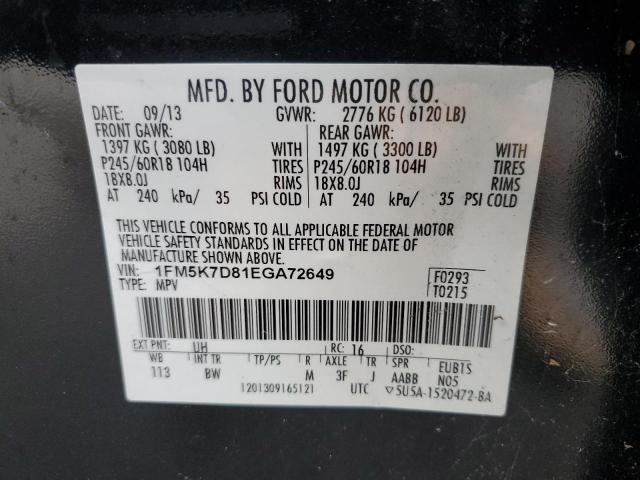 MFD. BY FORD MOTOR CO.
DATE: 09/13 GVWR: 2776 KG ( 6120 LB)
FRONT GAWR: REAR GAWR:
1397 KG ( 3080 LB) WITH 1497 KG ( 3300 LB) WITH
P245/60R18 104H TIRES P245/60R18 104H TIRES
18X8.0J RIMS 18X8.0J RIMS
AT 240 kPa/ 35 PSI COLD AT 240 kPa/ 35 PSI COLD
THIS VEHICLE CONFORMS TO ALL APPLICABLE FEDERAL MOTOR
VEHICLE SAFETY STANDARDS IN EFFECT ON THE DATE OF
MANUFACTURE SHOWN ABOVE.
VIN: 1FM5K7D81EGA72649 F0293
TYPE: MPV T0215
EXT PNT: UH RC: 16 DSO:
WB INT TR TP/PS R AXLE TR SPR EUBTS
113 BW M 3F J AABB N05
1201309165121 UTC ▽5U5A-1520472-BA